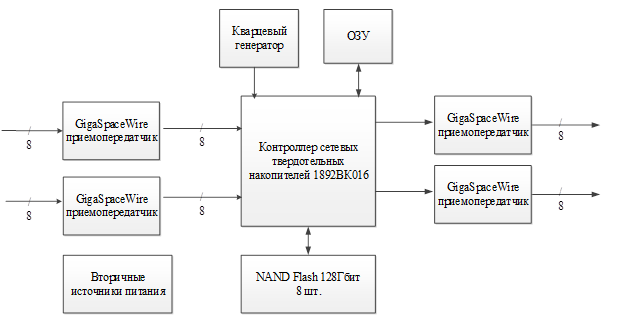 Кварцевый
генератор
ОЗУ
GigaSpaceWire
приемопередатчик
8
8
Контроллер сетевых
твердотельных
накопителей 1892ВК016
GigaSpaceWire
приемопередатчик
8
GigaSpaceWire
приемопередатчик
8
8
GigaSpaceWire
приемопередатчик
8
Вторичные
источники питания
NAND Flash 128Гбит
8 шт.